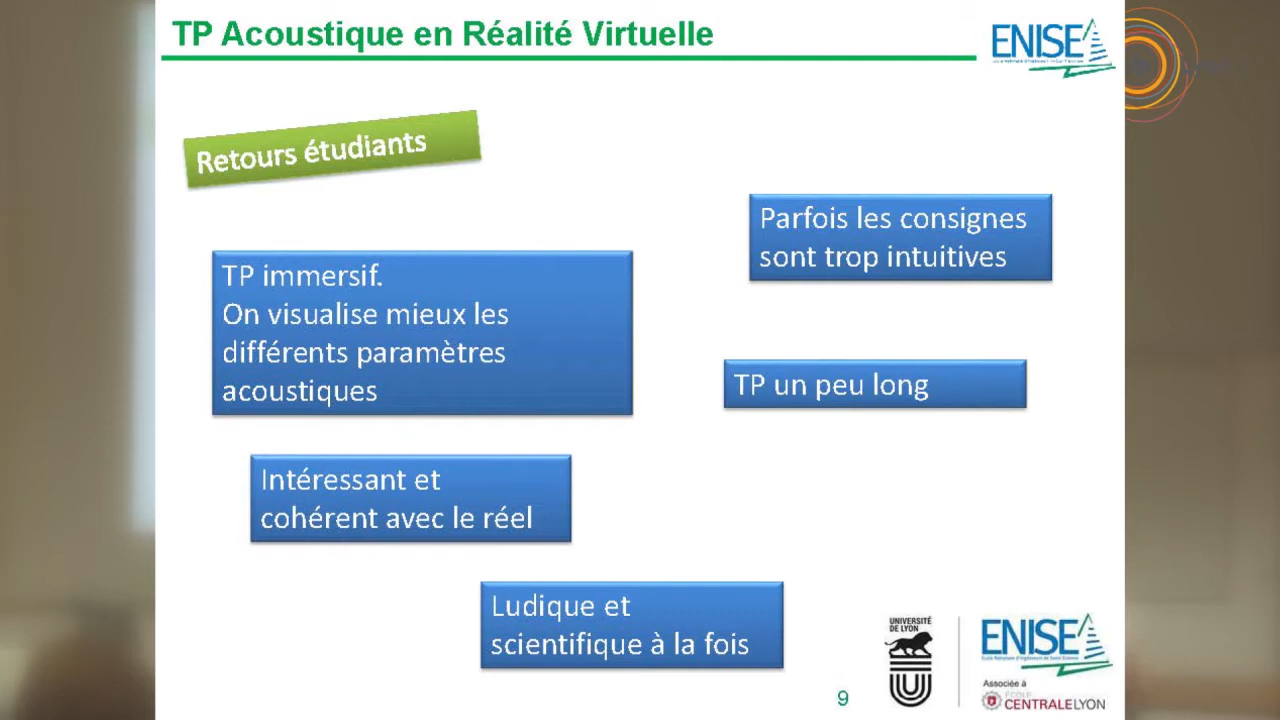 TP Acoustique en Réalité Virtuelle
ENISE
Retours étudiants
Parfois les consignes
sont trop intuitives
TP immersif.
On visualise mieux les
différents paramètres
acoustiques
TP un peu long
Intéressant et
cohérent avec le réel
Ludique et
scientifique à la fois
9
UNIVERSITÉ
DE LYON
ENISE
Associée à
ÉCOLE
CENTRALELYON